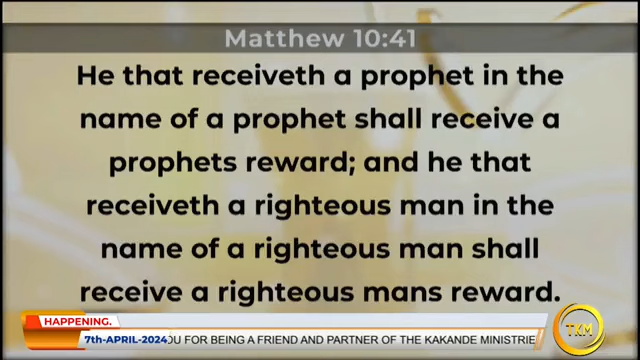 Matthew 10:41
He that receiveth a prophet in the
name of a prophet shall receive a
prophets reward; and he that
receiveth a righteous man in the
name of a righteous man shall
receive a righteous mans reward.
HAPPENING.
7th-APRIL-2024 OU FOR BEING A FRIEND AND PARTNER OF THE KAKANDE MINISTRIE
TKM